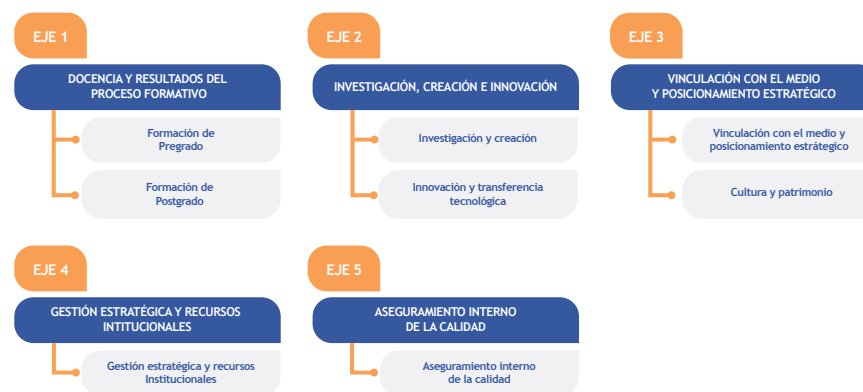 EJE 1
DOCENCIA Y RESULTADOS DEL
PROCESO FORMATIVO
Formación de
Pregrado
Formación de
Postgrado
EJE 2
INVESTIGACIÓN, CREACIÓN E INNOVACIÓN
Investigación y creación
Innovación y transferencia
tecnológica
EJE 3
VINCULACIÓN CON EL MEDIO
Y POSICIONAMIENTO ESTRATÉGICO
Vinculación con el medio y
posicionamiento estrátegico
Cultura y patrimonio
EJE 4
GESTIÓN ESTRATÉGICA Y RECURSOS
INTITUCIONALES
Gestión estratégica y recursos
Institucionales
EJE 5
ASEGURAMIENTO INTERNO
DE LA CALIDAD
Aseguramiento interno
de la calidad